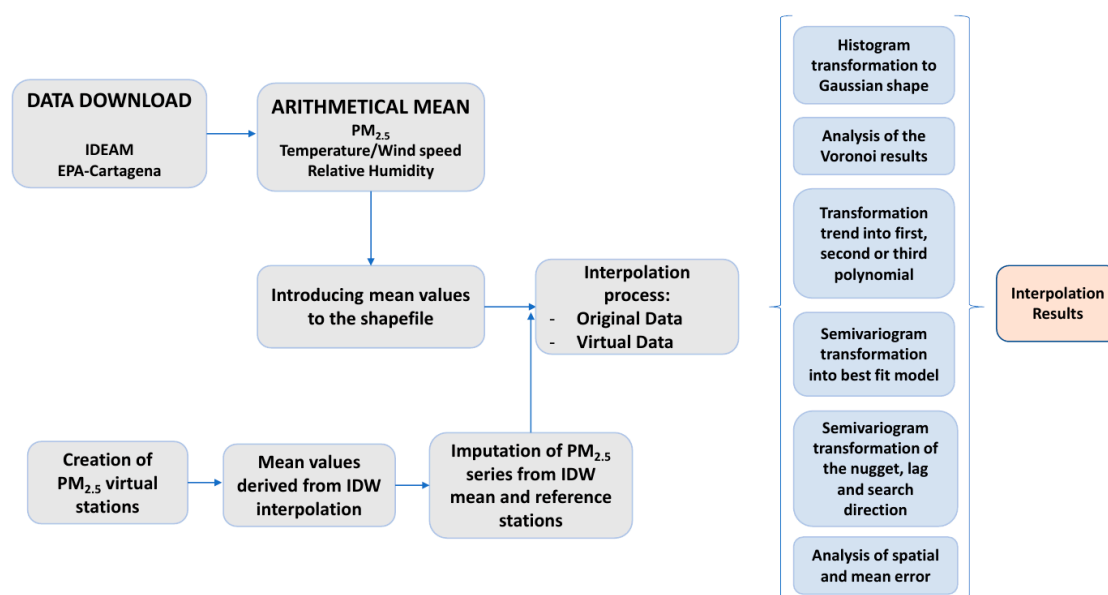 DATA DOWNLOAD
IDEAM
EPA-Cartagena
ARITHMETICAL MEAN
PM2.5
Temperature/Wind speed
Relative Humidity
Introducing mean values
to the shapefile
Interpolation
process:
- Original Data
- Virtual Data
Creation of
PM2.5 virtual
stations
Mean values
derived from IDW
interpolation
Imputation of PM2.5
series from IDW
mean and reference
stations
Histogram
transformation to
Gaussian shape
Analysis of the
Voronoi results
Transformation
trend into first,
second or third
polynomial
Semivariogram
transformation
into best fit model
Semivariogram
transformation of
the nugget, lag
and search
direction
Analysis of spatial
and mean error
Interpolation
Results